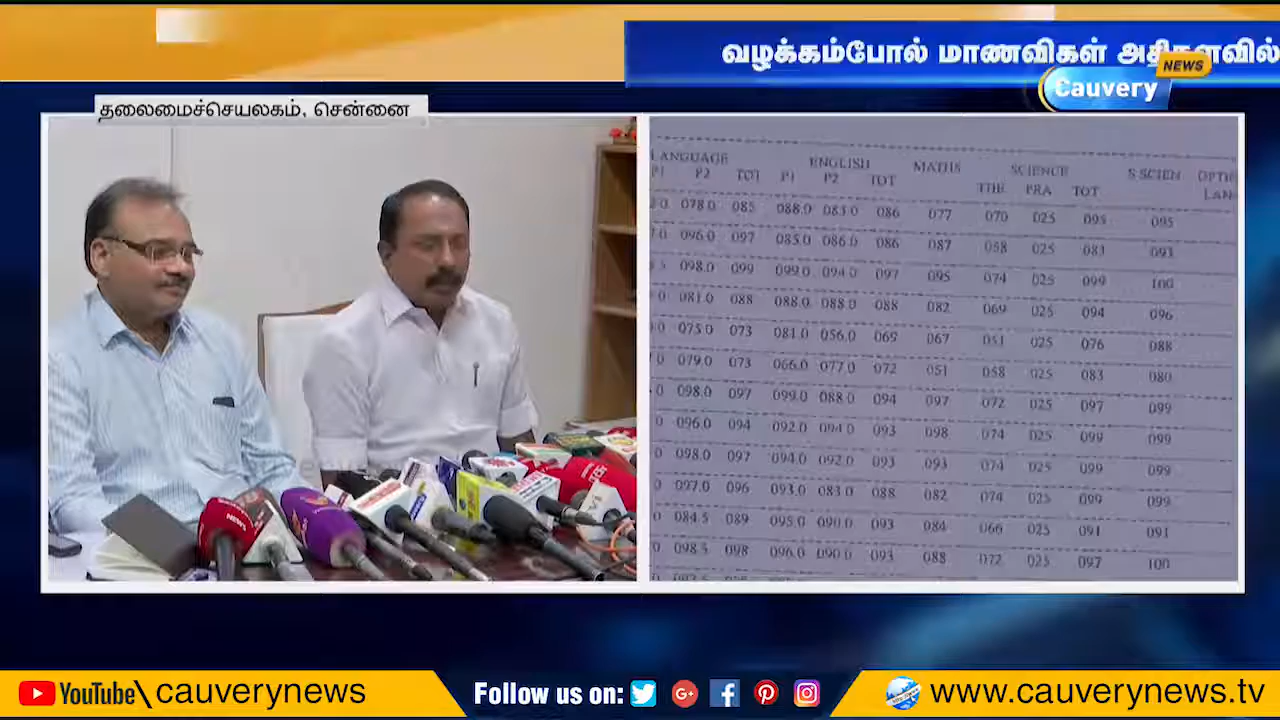 வழக்கம்போல் மாணவிகள்
Cauvery NEWS
தலைமைச்செயலகம், சென்னை
LANGUAGE ENGLISH MATHS SCIENCE S SCIEN
P1 P2 TOT P1 P2 TOT THE PRA TOT LAN
078.0 085 088.0 083.0 086 077 070 025 095 095
096.0 097 085.0 086.0 086 087 058 025 083 093
098.0 099 099.0 094.0 097 095 074 025 099 100
081.0 088 088.0 088.0 088 082 069 025 094 096
075.0 073 081.0 056.0 069 067 051 025 076 088
079.0 073 066.0 077.0 072 051 058 025 083 080
098.0 097 099.0 088.0 094 097 072 025 097 099
096.0 094 092.0 094.0 093 098 074 025 099 099
098.0 097 094.0 092.0 093 093 074 025 099 099
097.0 096 093.0 083.0 088 082 074 025 099 099
084.5 089 095.0 090.0 093 084 066 025 091 091
098.5 098 096.0 090.0 093 088 072 025 097 100
NEWS
YouTube \ cauverynews
Follow us on:
www.cauverynews.tv